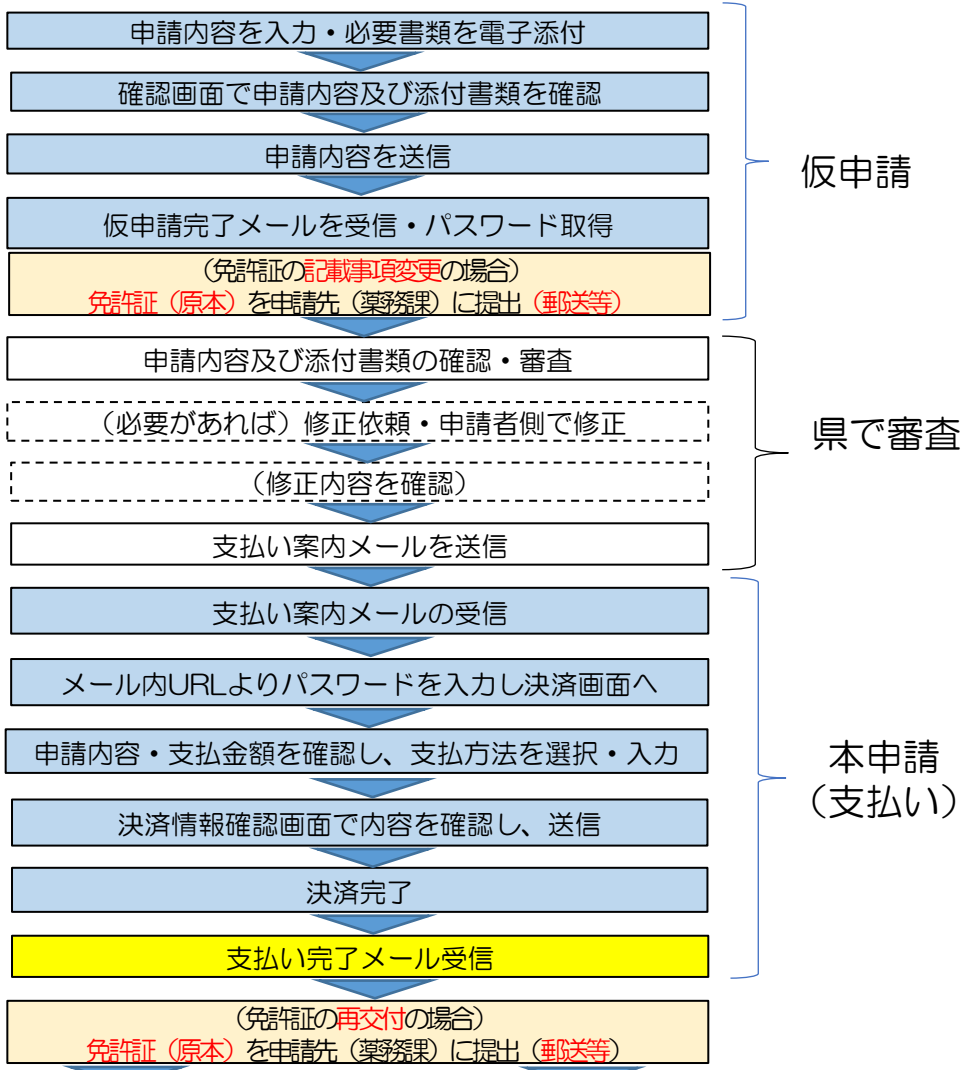 申請内容を入力・必要書類を電子添付
確認画面で申請内容及び添付書類を確認
申請内容を送信
仮申請完了メールを受信・パスワード取得
（免許証の記載事項変更の場合）
免許証（原本）を申請先（薬務課）に提出（郵送等）
仮申請
申請内容及び添付書類の確認・審査
（必要があれば）修正依頼・申請者側で修正
（修正内容を確認）
支払い案内メールを送信
県で審査
支払い案内メールの受信
メール内URLよりパスワードを入力し決済画面へ
申請内容・支払金額を確認し、支払方法を選択・入力
決済情報確認画面で内容を確認し、送信
決済完了
支払い完了メール受信
本申請
（支払い）
（免許証の再交付の場合）
免許証（原本）を申請先（薬務課）に提出（郵送等）